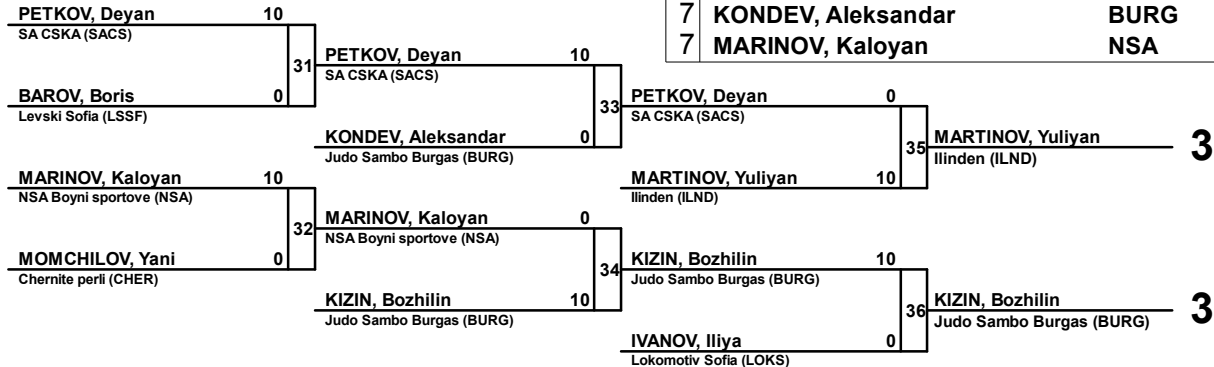 7 KONDEV, Aleksandar BURG
7 MARINOV, Kaloyan NSA
PETKOV, Deyan 10
SA CSKA (SACS)
31
BAROV, Boris 0
Levski Sofia (LSSF)
MARINOV, Kaloyan 10
NSA Boyni sportove (NSA)
32
MOMCHILOV, Yani 0
Chernite perli (CHER)
PETKOV, Deyan 10
SA CSKA (SACS)
33
KONDEV, Aleksandar 0
Judo Sambo Burgas (BURG)
MARINOV, Kaloyan 0
NSA Boyni sportove (NSA)
34
KIZIN, Bozhilin 10
Judo Sambo Burgas (BURG)
PETKOV, Deyan 0
SA CSKA (SACS)
35
MARTINOV, Yuliyan 10
Ilinden (ILND)
KIZIN, Bozhilin 10
Judo Sambo Burgas (BURG)
36
IVANOV, Iliya 0
Lokomotiv Sofia (LOKS)
MARTINOV, Yuliyan 3
Ilinden (ILND)
KIZIN, Bozhilin 3
Judo Sambo Burgas (BURG)